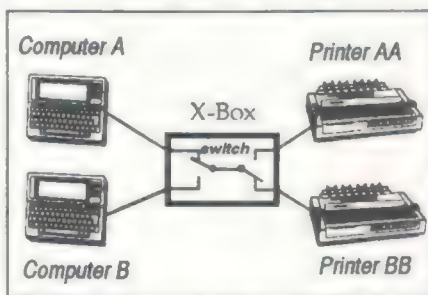 Computer A
Printer AA
X-Box
switch
Computer B
Printer BB